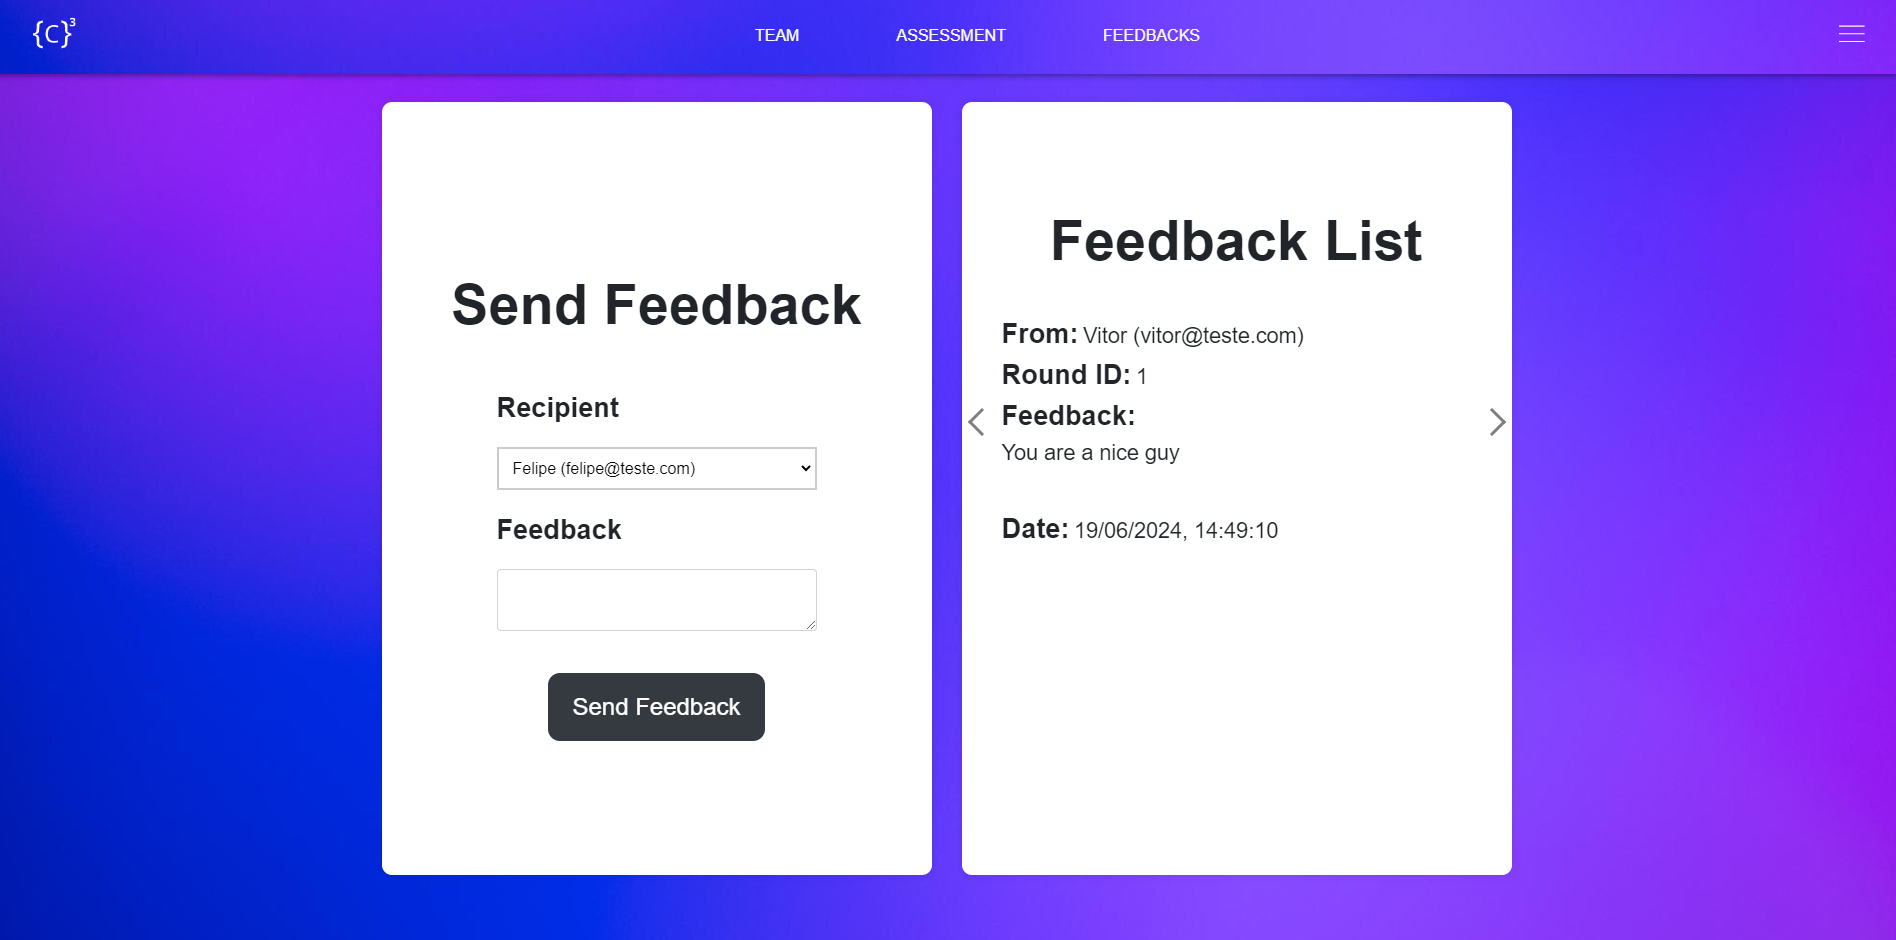 {C}³
TEAM
ASSESSMENT
FEEDBACKS
Send Feedback
Recipient
Felipe (felipe@teste.com)
Feedback
Send Feedback
Feedback List
From: Vitor (vitor@teste.com)
Round ID: 1
Feedback:
You are a nice guy
Date: 19/06/2024, 14:49:10